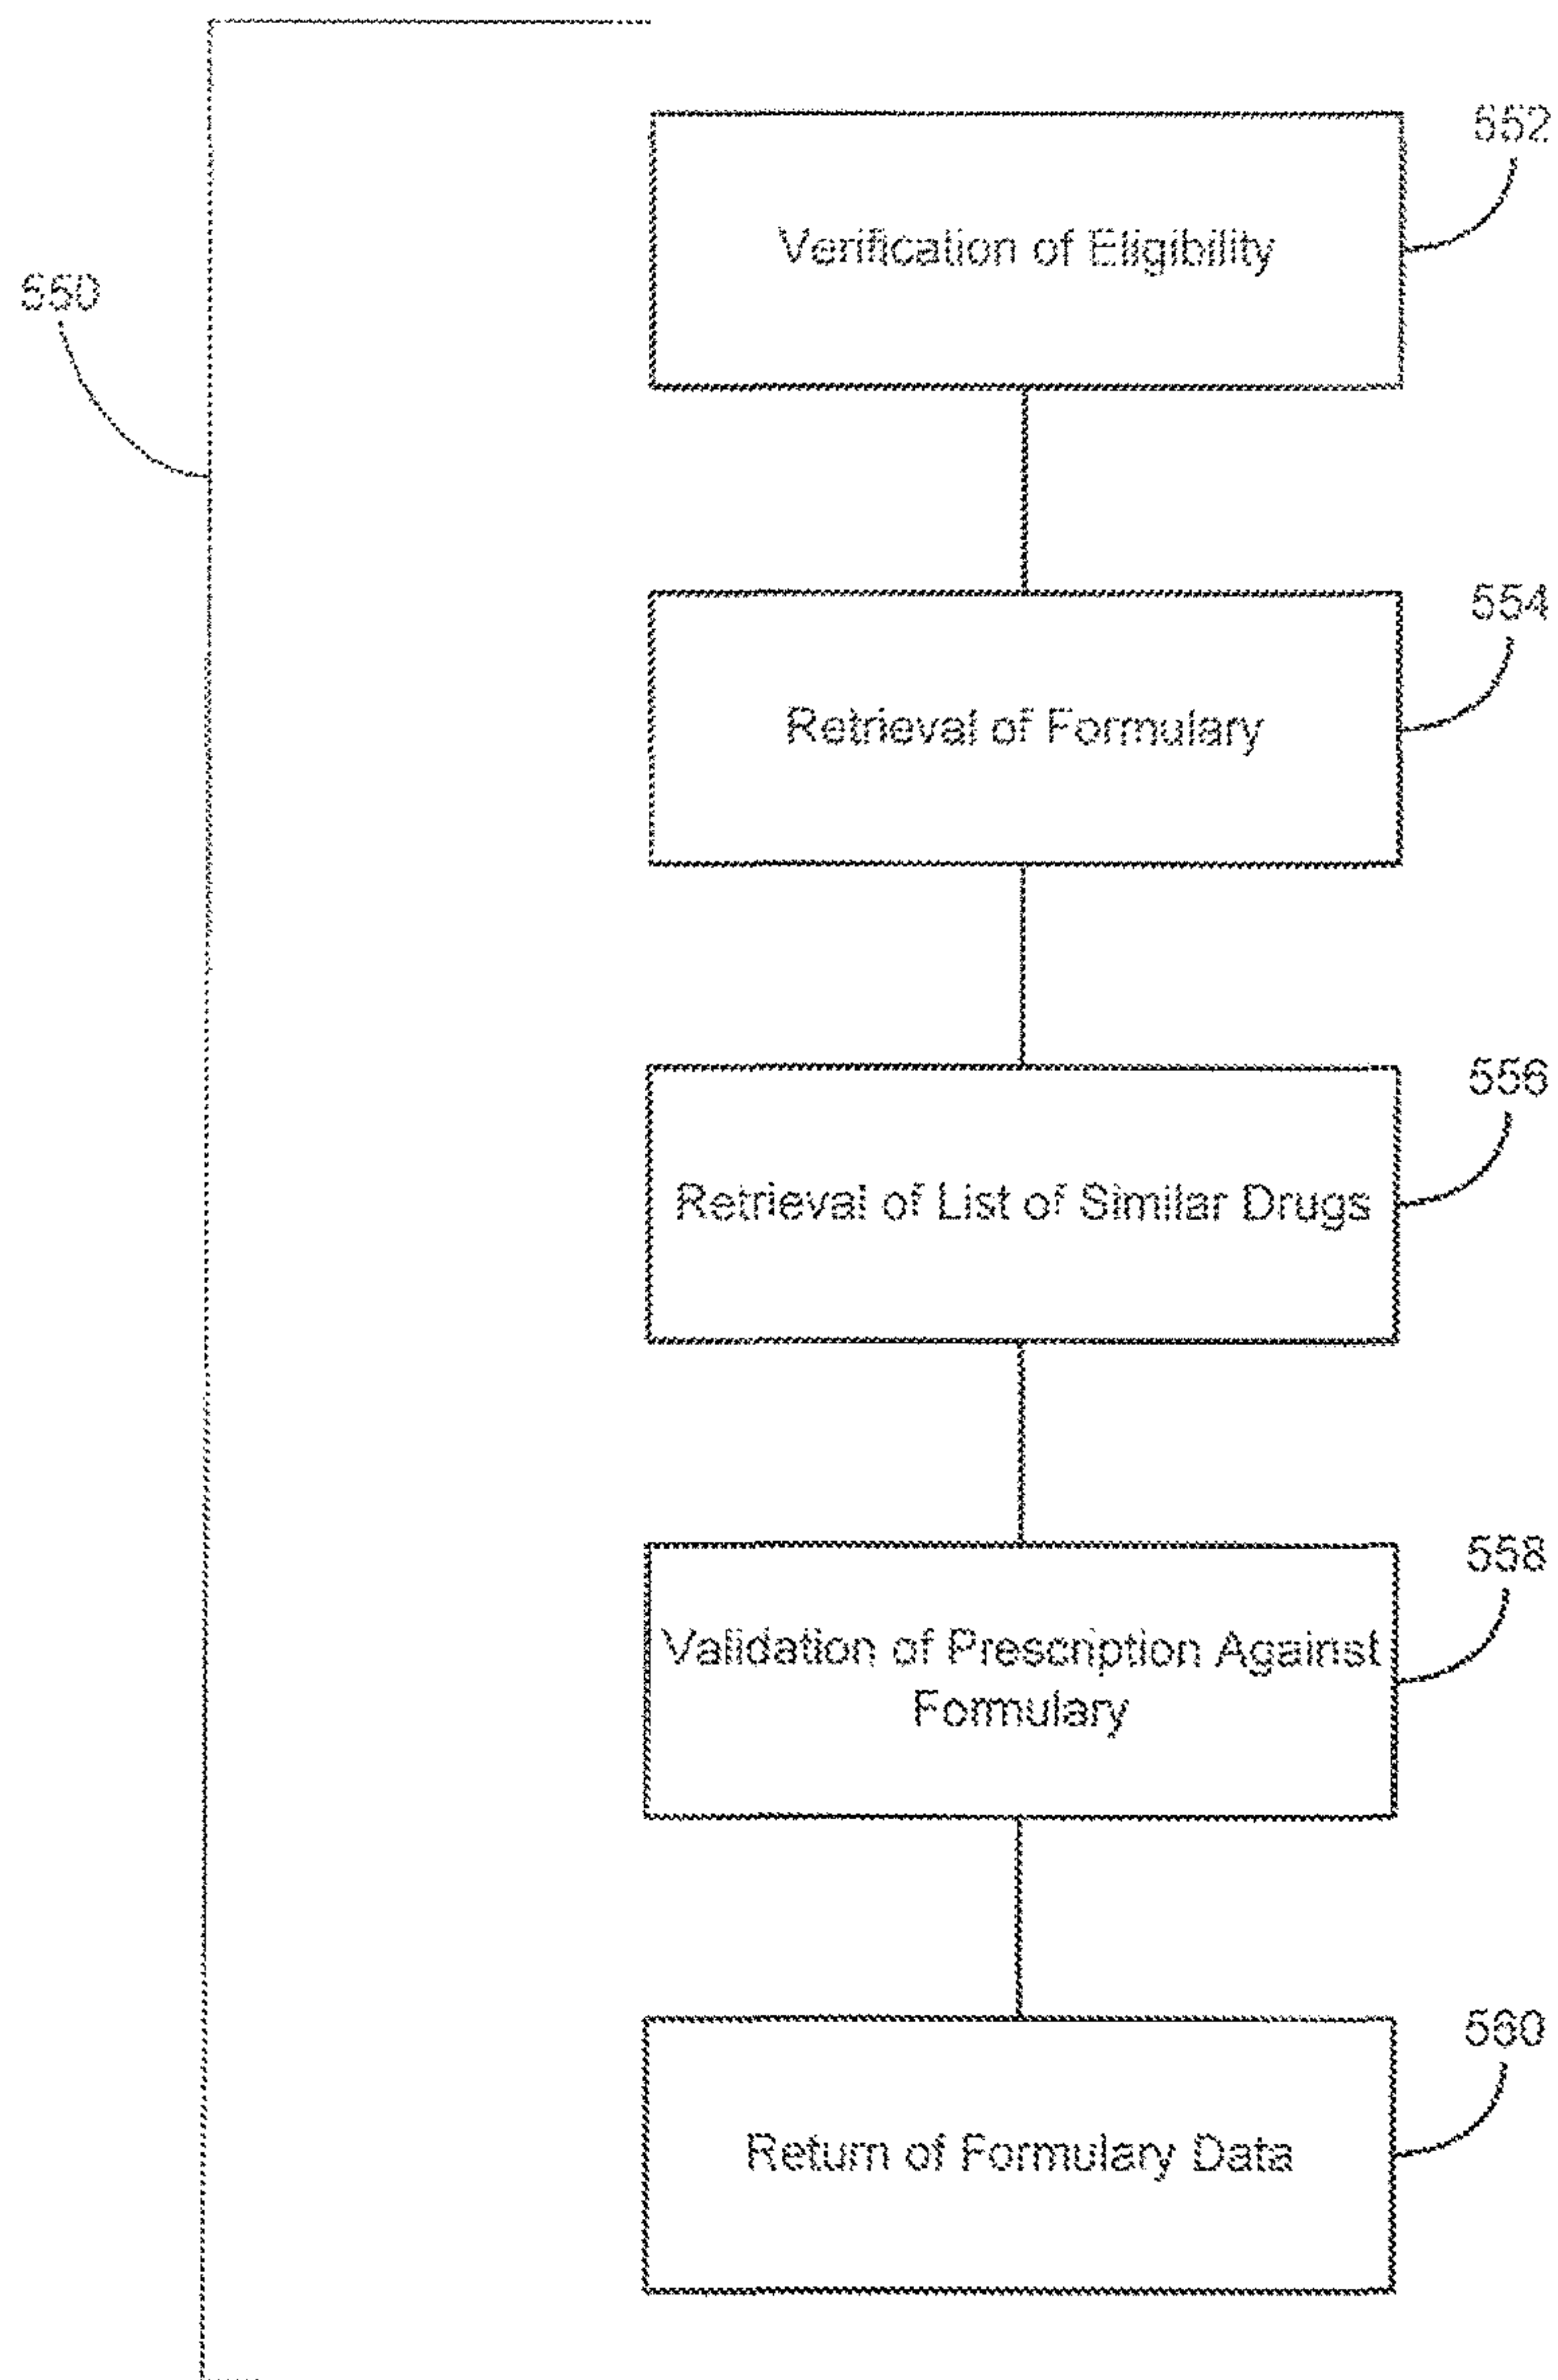 552
Verification of Eligibility
550
554
Retrieval of Formulary
556
Retrieval of List of Similar Drugs
558
Validation of Prescription Against
Formulary
560
Return of Formulary Data